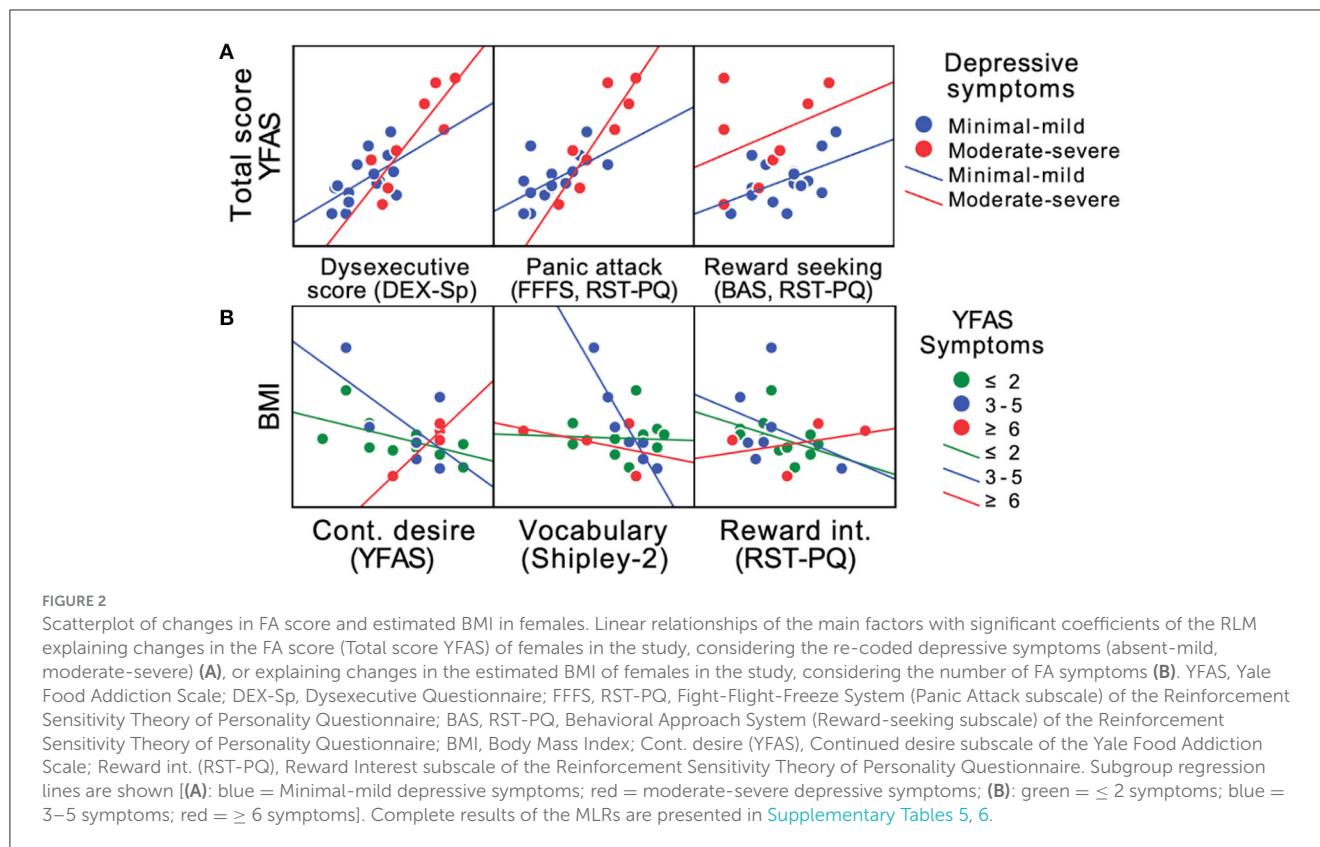 A
Total score
YFAS
Dysexecutive
score (DEX-Sp)
Panic attack
(FFFS, RST-PQ)
Reward seeking
(BAS, RST-PQ)
Depressive
symptoms
Minimal-mild
Moderate-severe
Minimal-mild
Moderate-severe
B
BMI
Cont. desire
(YFAS)
Vocabulary
(Shipley-2)
Reward int.
(RST-PQ)
YFAS
Symptoms
≤ 2
3-5
≥ 6
≤ 2
3-5
≥ 6
FIGURE 2
Scatterplot of changes in FA score and estimated BMI in females. Linear relationships of the main factors with significant coefficients of the RLM
explaining changes in the FA score (Total score YFAS) of females in the study, considering the re-coded depressive symptoms (absent-mild,
moderate-severe) (A), or explaining changes in the estimated BMI of females in the study, considering the number of FA symptoms (B). YFAS, Yale
Food Addiction Scale; DEX-Sp, Dysexecutive Questionnaire; FFFS, RST-PQ, Fight-Flight-Freeze System (Panic Attack subscale) of the Reinforcement
Sensitivity Theory of Personality Questionnaire; BAS, RST-PQ, Behavioral Approach System (Reward-seeking subscale) of the Reinforcement
Sensitivity Theory of Personality Questionnaire; BMI, Body Mass Index; Cont. desire (YFAS), Continued desire subscale of the Yale Food Addiction
Scale; Reward int. (RST-PQ), Reward Interest subscale of the Reinforcement Sensitivity Theory of Personality Questionnaire. Subgroup regression
lines are shown [(A): blue = Minimal-mild depressive symptoms; red = moderate-severe depressive symptoms; (B): green = ≤ 2 symptoms; blue =
3–5 symptoms; red = ≥ 6 symptoms]. Complete results of the MLRs are presented in Supplementary Tables 5, 6.